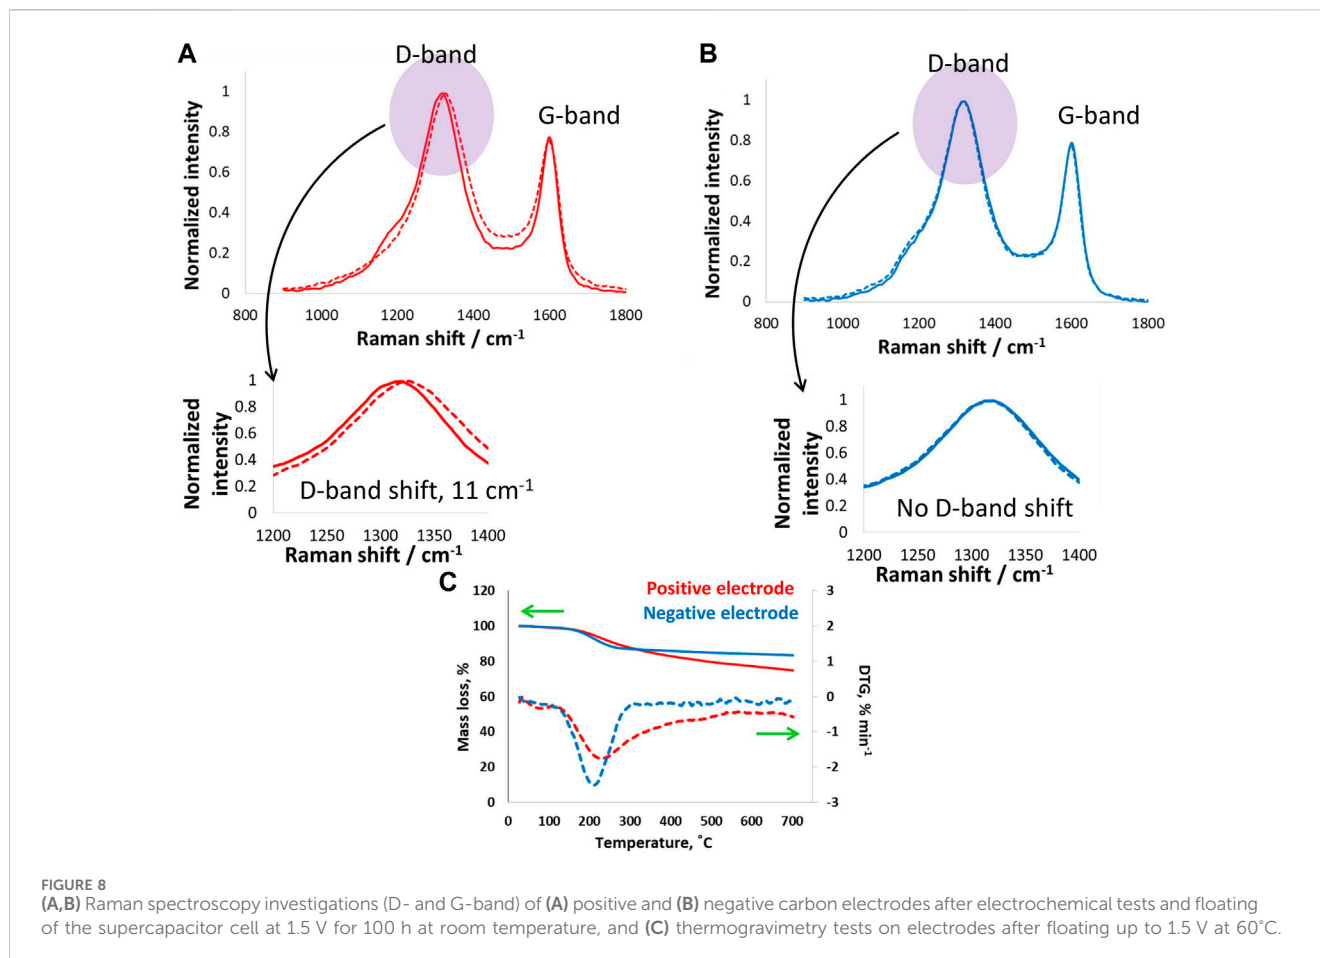 A
D-band
G-band
Normalized intensity
1
0.8
0.6
0.4
0.2
0
800 1000 1200 1400 1600 1800
Raman shift / cm-1
Normalized
intensity
1
0.8
0.6
0.4
0.2
0
D-band shift, 11 cm-1
1200 1250 1300 1350 1400
Raman shift / cm-1
B
D-band
G-band
Normalized intensity
1
0.8
0.6
0.4
0.2
0
800 1000 1200 1400 1600 1800
Raman shift / cm-1
Normalized
intensity
1
0.8
0.6
0.4
0.2
0
No D-band shift
1200 1250 1300 1350 1400
Raman shift / cm-1
C
Positive electrode
Negative electrode
Mass loss, %
120
100
80
60
40
20
0
0 100 200 300 400 500 600 700
Temperature, ˚C
3
2
1
0
-1
-2
-3
DTG, % min-1
FIGURE 8
(A,B) Raman spectroscopy investigations (D- and G-band) of (A) positive and (B) negative carbon electrodes after electrochemical tests and floating
of the supercapacitor cell at 1.5 V for 100 h at room temperature, and (C) thermogravimetry tests on electrodes after floating up to 1.5 V at 60˚C.